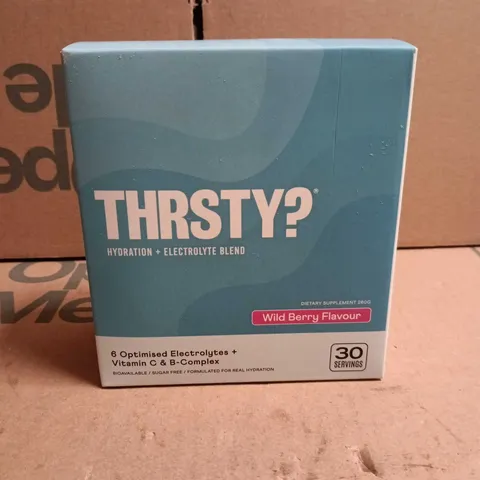 THRSTY?
HYDRATION + ELECTROLYTE BLEND
DIETARY SUPPLEMENT 280G
Wild Berry Flavour
6 Optimised Electrolytes +
Vitamin C & B-Complex
BIOAVAILABLE / SUGAR FREE / FORMULATED FOR REAL HYDRATION
30
SERVINGS